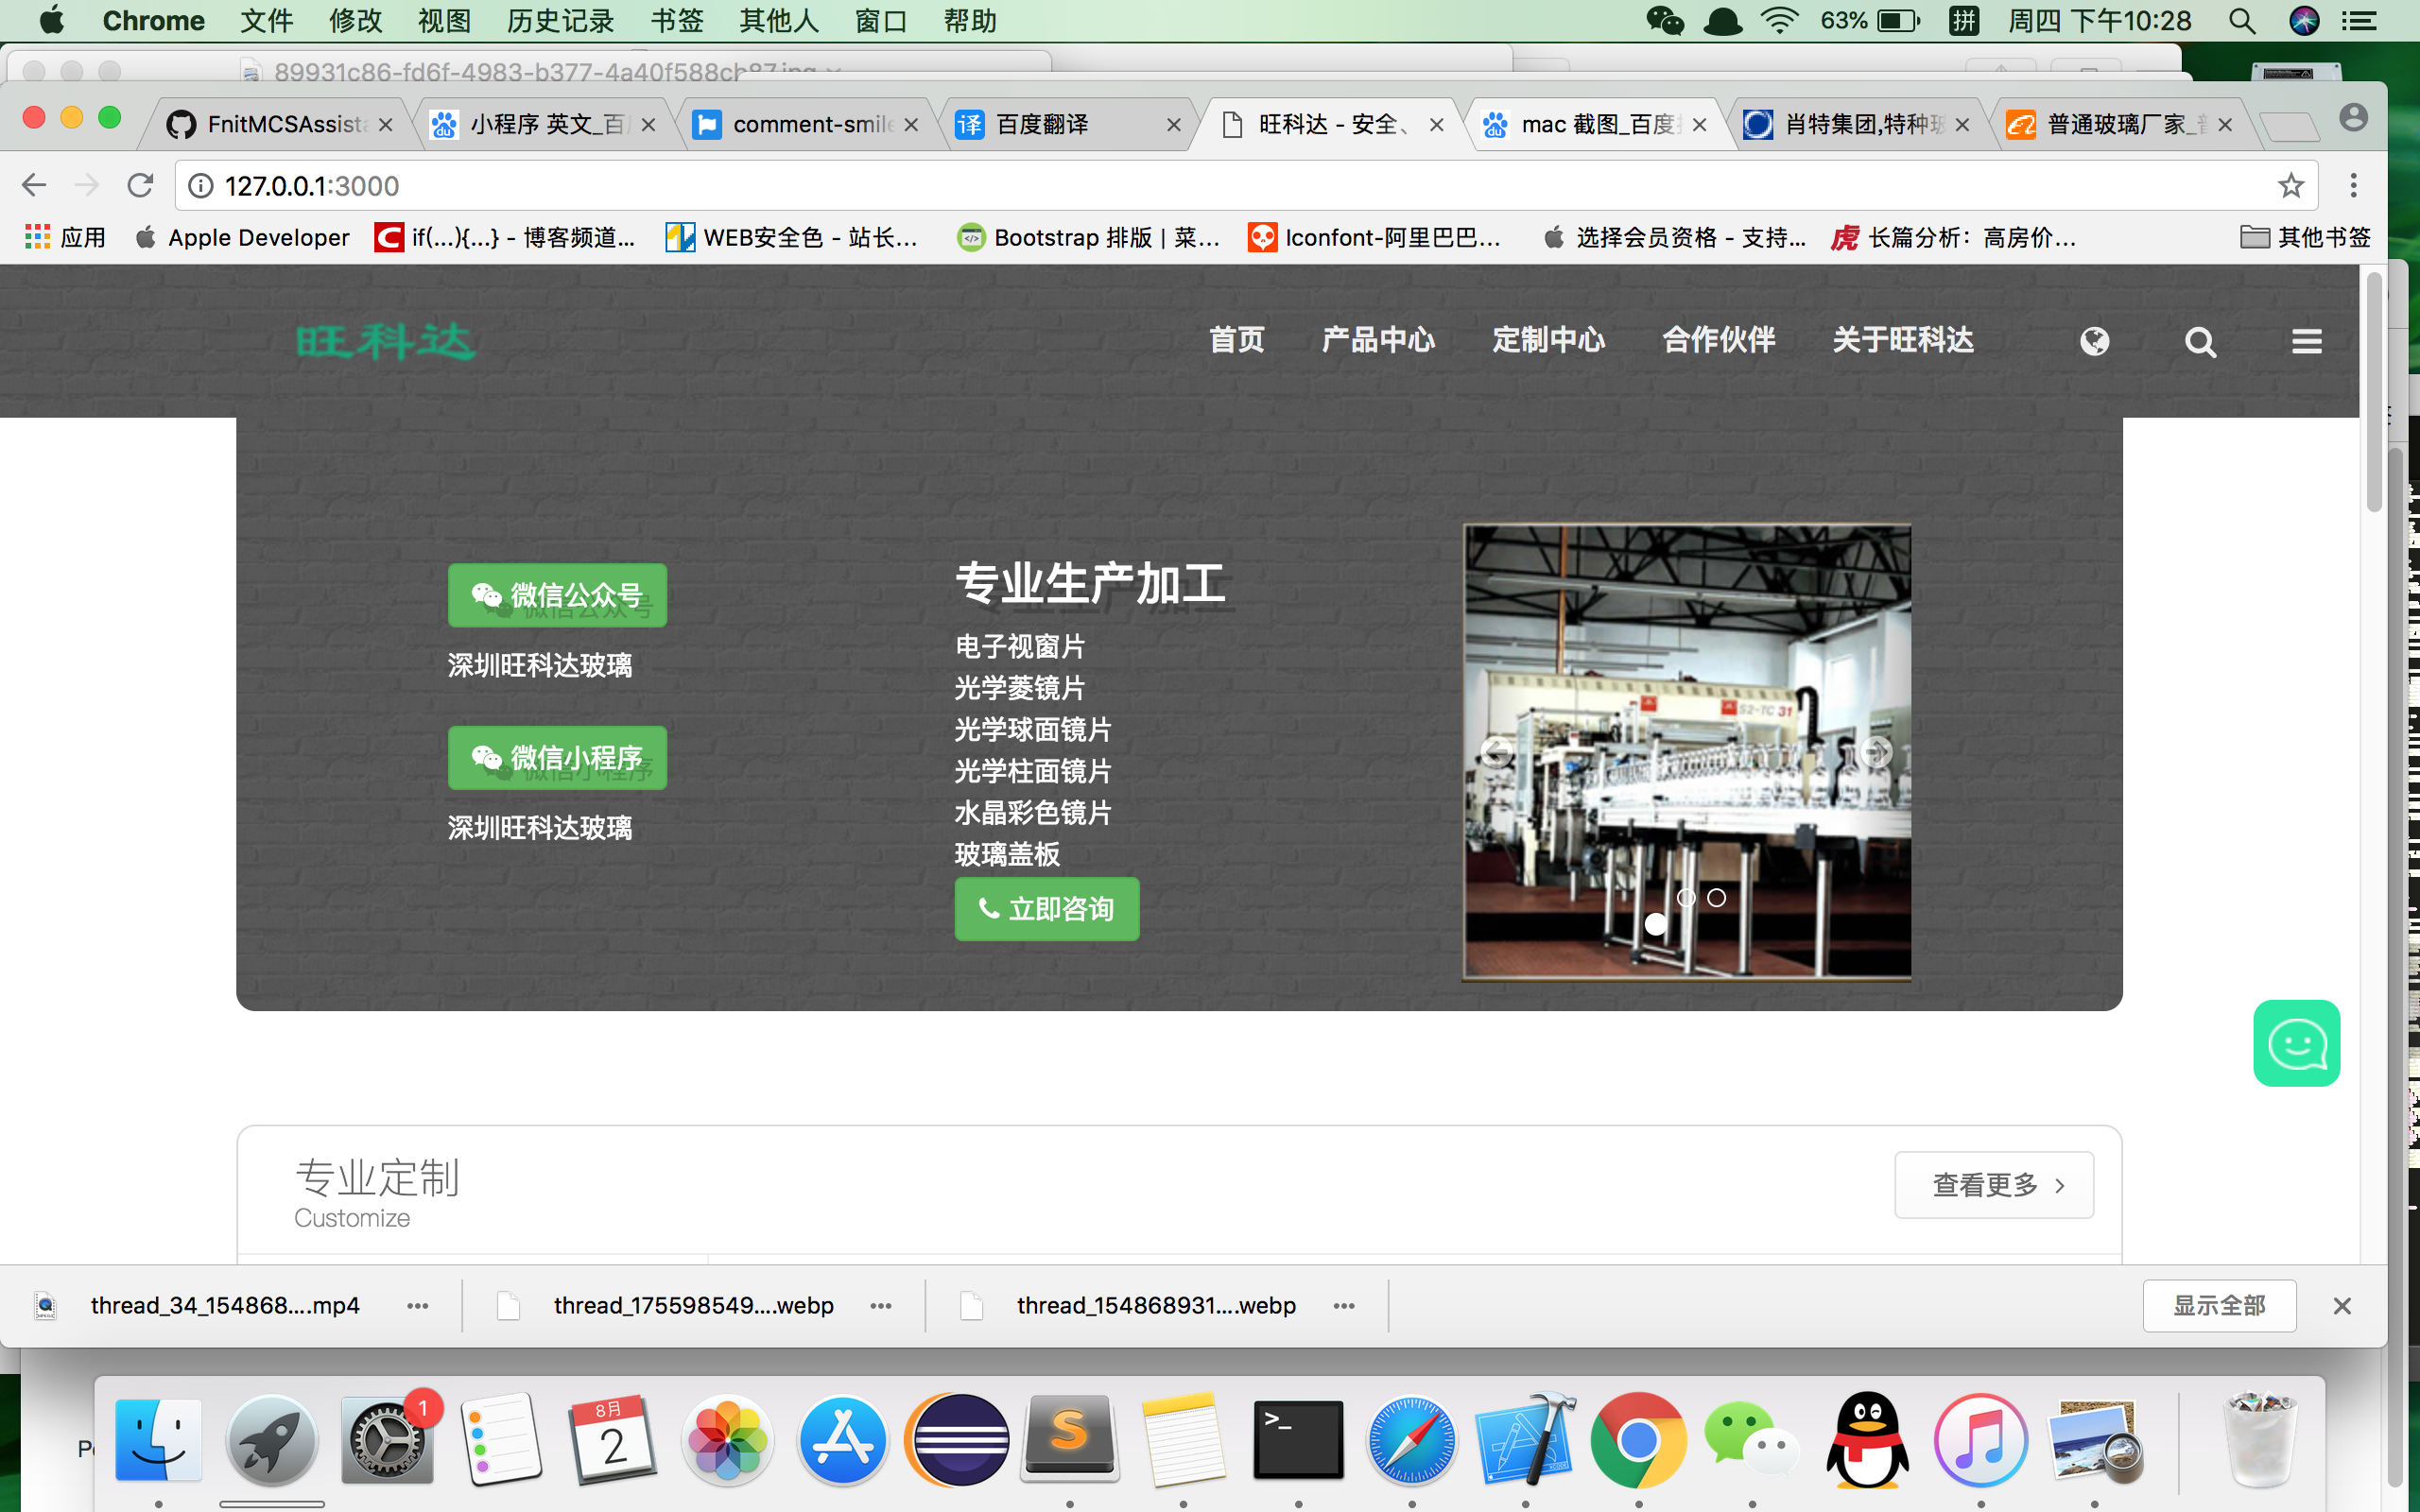 Chrome 文件 修改 视图 历史记录 书签 其他人 窗口 帮助 63% 拼 周四 下午10:28
89931c86-fd6f-4983-b377-4a40f588cb87.jpg
FnitMCSAssista 小程序 英文_百 comment-smile 百度翻译 旺科达 - 安全、 mac 截图_百度 肖特集团,特种玻 普通玻璃厂家_
127.0.0.1:3000
应用 Apple Developer if(...){...} - 博客频道... WEB安全色 - 站长... Bootstrap 排版 | 菜... Iconfont-阿里巴巴... 选择会员资格 - 支持... 长篇分析：高房价... 其他书签
旺科达 首页 产品中心 定制中心 合作伙伴 关于旺科达
微信公众号
深圳旺科达玻璃
微信小程序
深圳旺科达玻璃
专业生产加工
电子视窗片
光学菱镜片
光学球面镜片
光学柱面镜片
水晶彩色镜片
玻璃盖板
立即咨询
S2-TC 31
专业定制
Customize
查看更多
thread_34_154868....mp4 thread_175598549....webp thread_154868931....webp 显示全部
1
8月
2